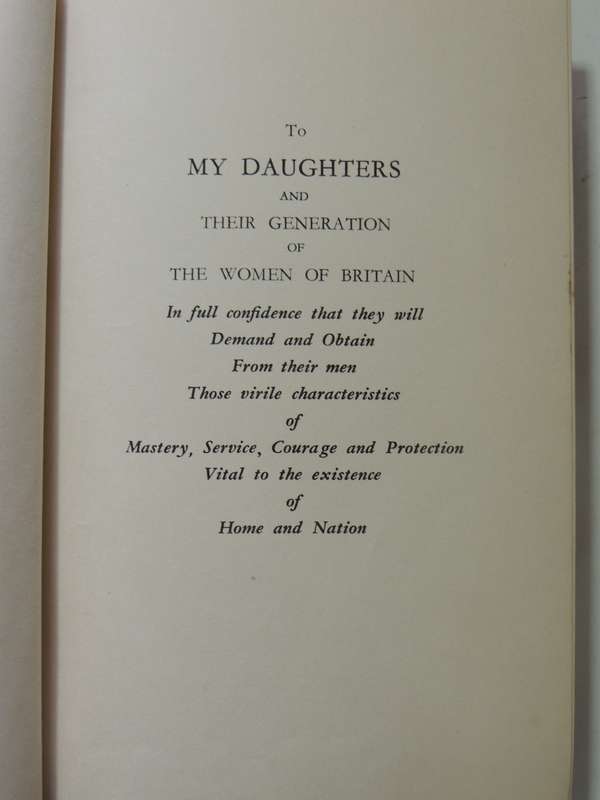 To
MY DAUGHTERS
AND
THEIR GENERATION
OF
THE WOMEN OF BRITAIN
In full confidence that they will
Demand and Obtain
From their men
Those virile characteristics
of
Mastery, Service, Courage and Protection
Vital to the existence
of
Home and Nation